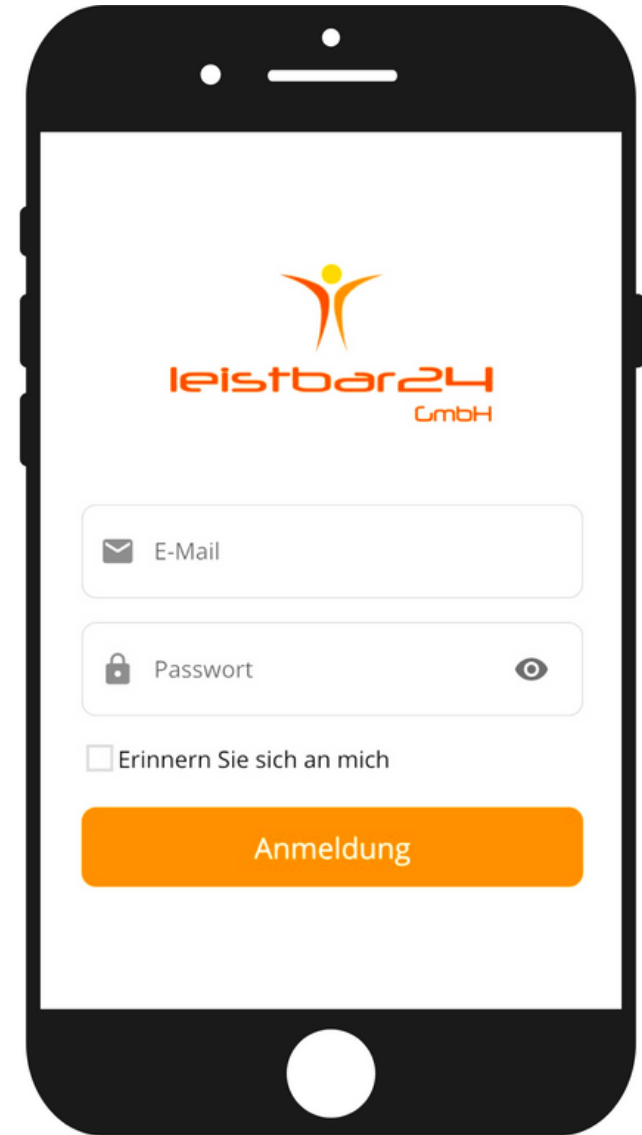 leistbar24
GmbH
E-Mail
Passwort
Erinnern Sie sich an mich
Anmeldung